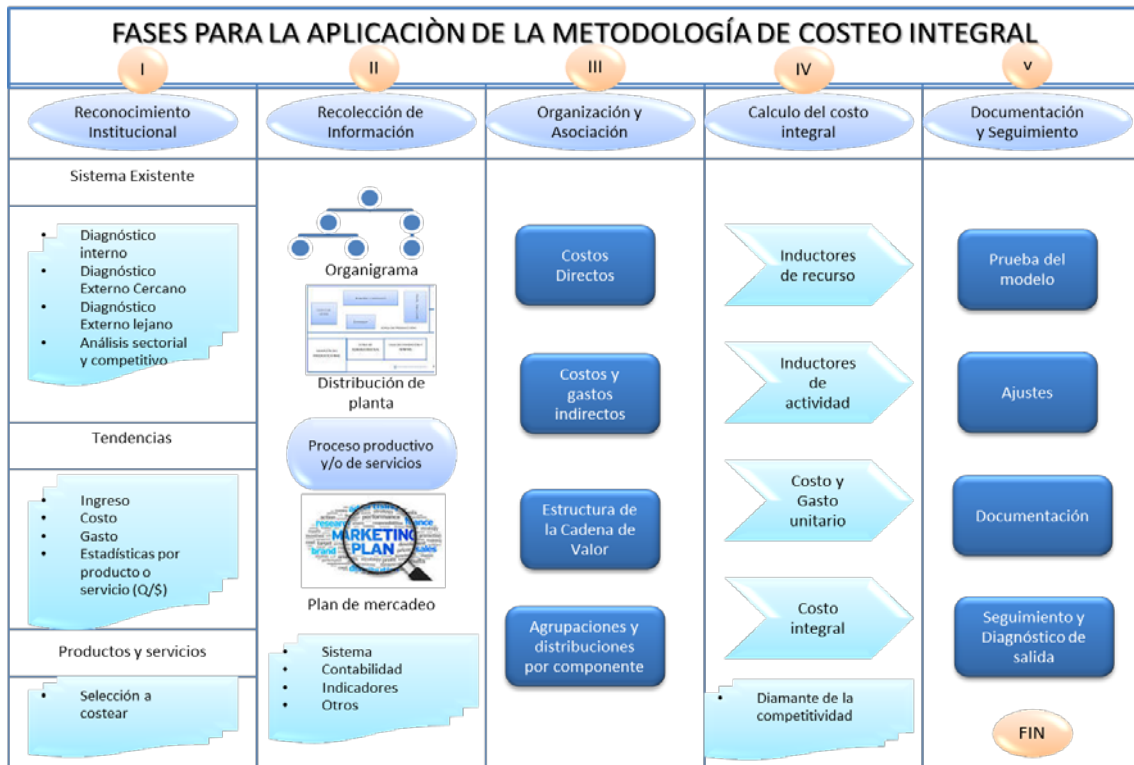 FASES PARA LA APLICACIÒN DE LA METODOLOGÍA DE COSTEO INTEGRAL
I
II
III
IV
v
Reconocimiento
Institucional
Recolección de
Información
Organización y
Asociación
Calculo del costo
integral
Documentación
y Seguimiento
Sistema Existente
• Diagnóstico
interno
• Diagnóstico
Externo Cercano
• Diagnóstico
Externo lejano
• Análisis sectorial
y competitivo
Tendencias
• Ingreso
• Costo
• Gasto
• Estadísticas por
producto o
servicio (Q/$)
Productos y servicios
• Selección a
costear
Organigrama
Distribución de
planta
Proceso productivo
y/o de servicios
research
brand
sales
MARKETING
PLAN
Plan de mercadeo
• Sistema
• Contabilidad
• Indicadores
• Otros
Costos
Directos
Costos y
gastos
indirectos
Estructura de
la Cadena de
Valor
Agrupaciones y
distribuciones
por componente
Inductores
de recurso
Inductores
de
actividad
Costo y
Gasto
unitario
Costo
integral
• Diamante de la
competitividad
Prueba del
modelo
Ajustes
Documentación
Seguimiento y
Diagnóstico de
salida
FIN